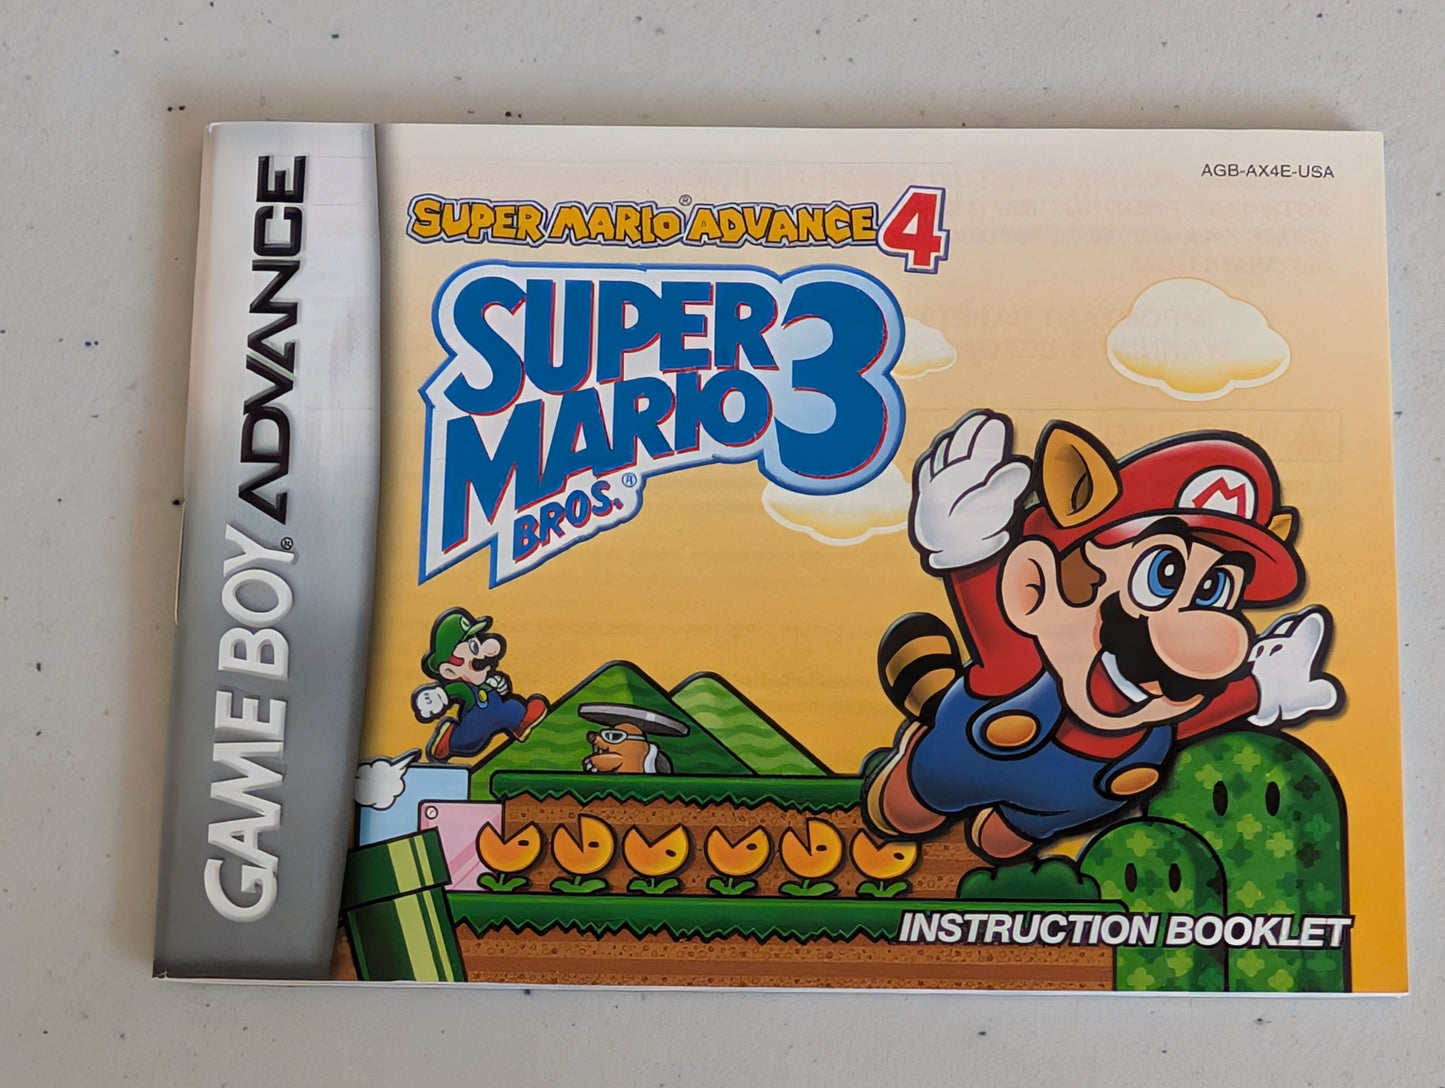 AGB-AX4E-USA
GAME BOY® ADVANCE
SUPER MARIO® ADVANCE 4
SUPER
MARIO 3
BROS.®
M
L
INSTRUCTION BOOKLET